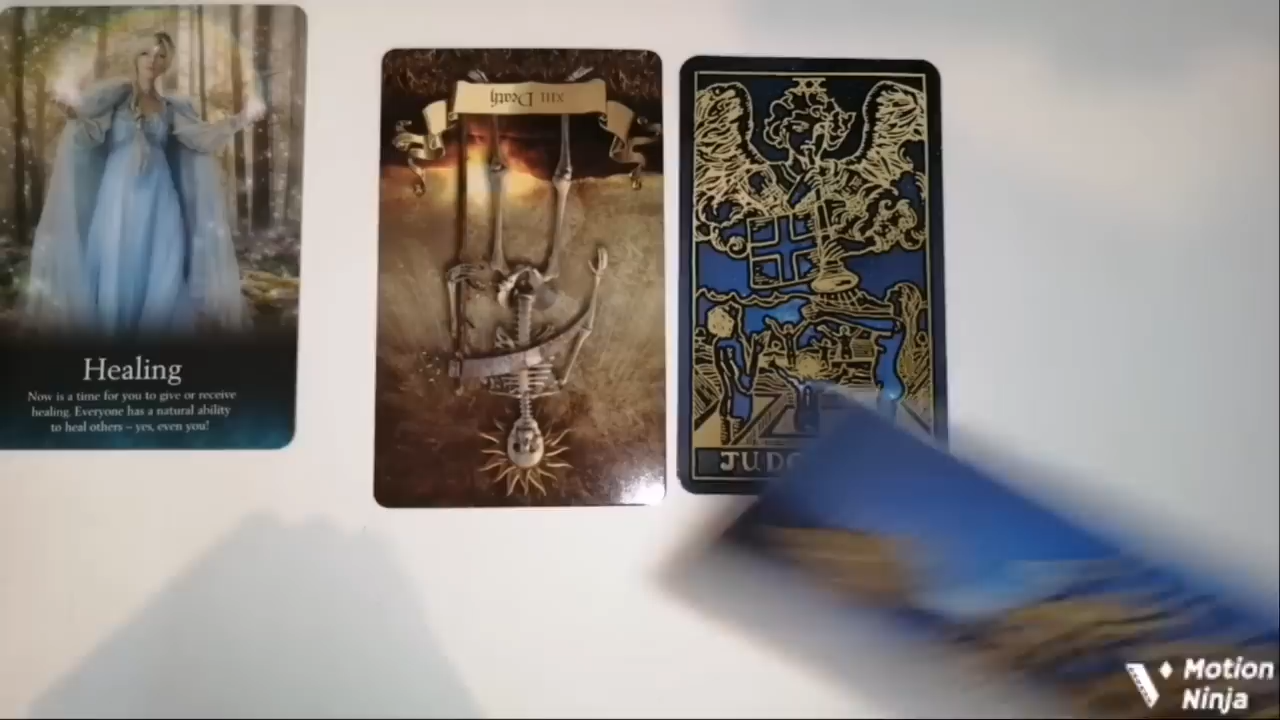 Healing
Now is a time for you to give or receive
healing. Everyone has a natural ability
to heal others – yes, even you!
XIII Death
XX
Motion
Ninja